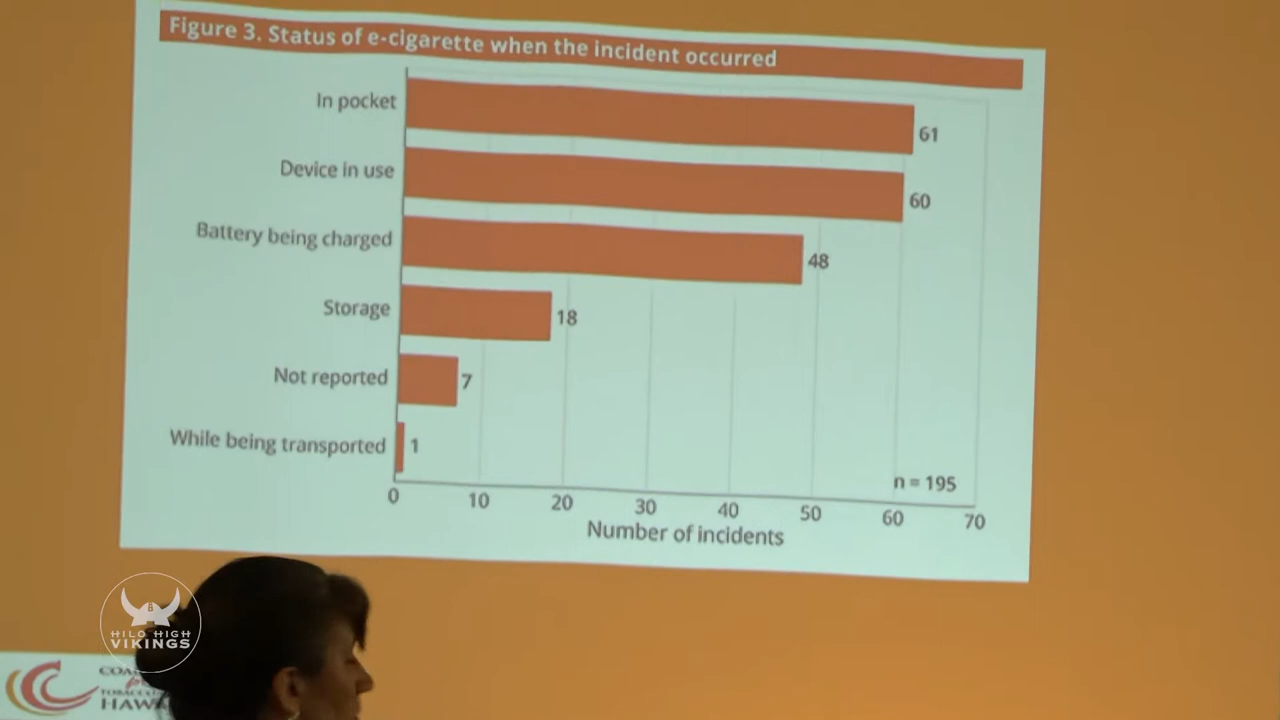 Figure 3. Status of e-cigarette when the incident occurred
In pocket
61
Device in use
60
Battery being charged
48
Storage
18
Not reported
7
While being transported
1
n = 195
0 10 20 30 40 50 60 70
Number of incidents
HILO HIGH
VIKINGS